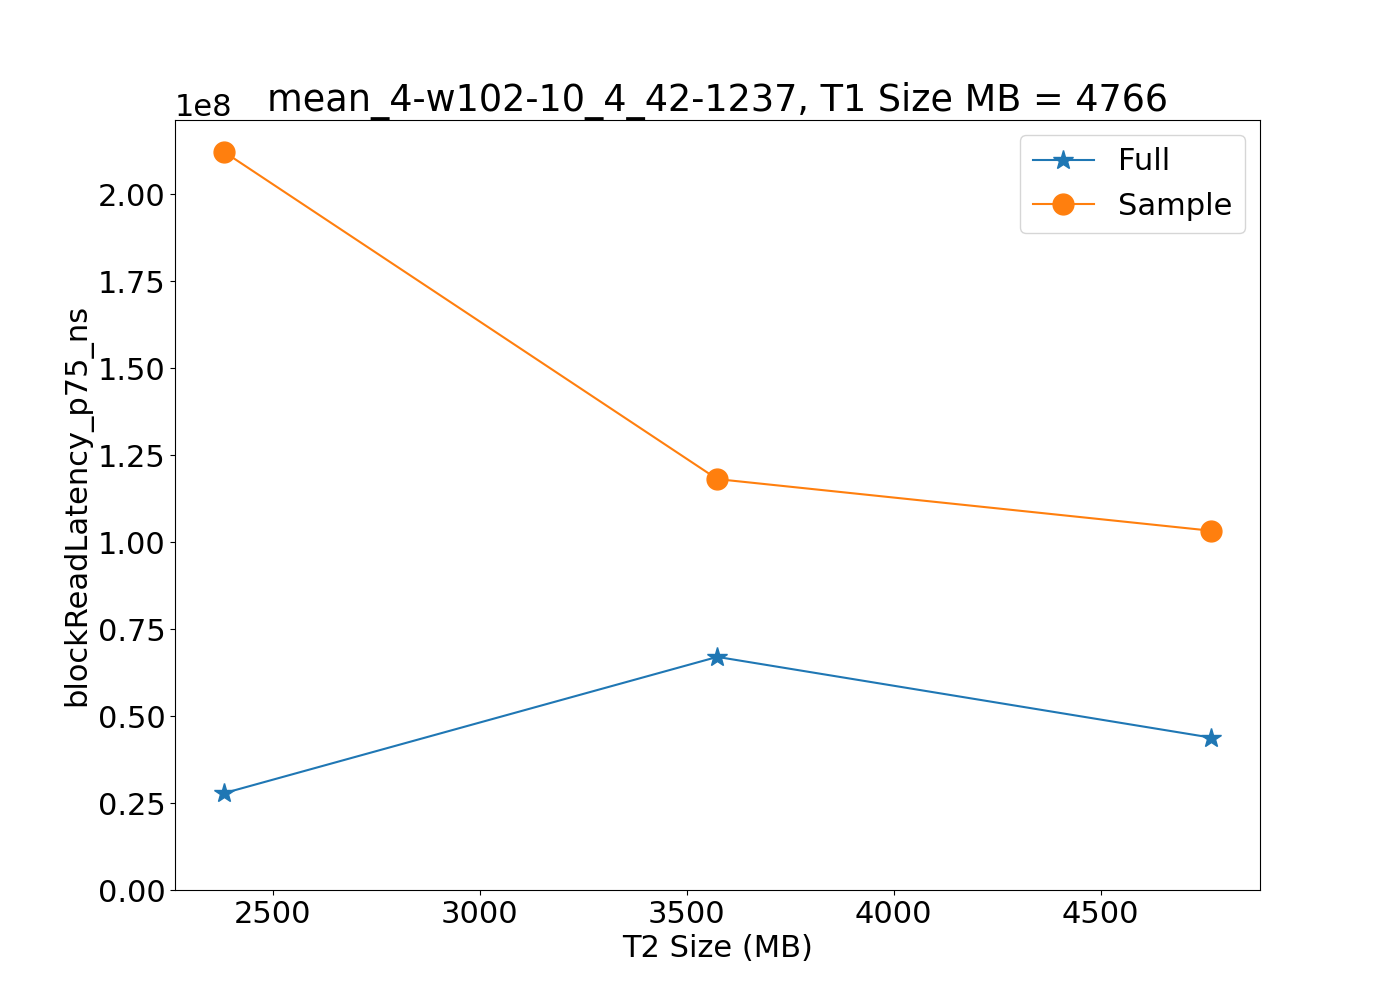 1e8
mean_4-w102-10_4_42-1237, T1 Size MB = 4766
Full
Sample
blockReadLatency_p75_ns
2.00
1.75
1.50
1.25
1.00
0.75
0.50
0.25
0.00
2500 3000 3500 4000 4500
T2 Size (MB)